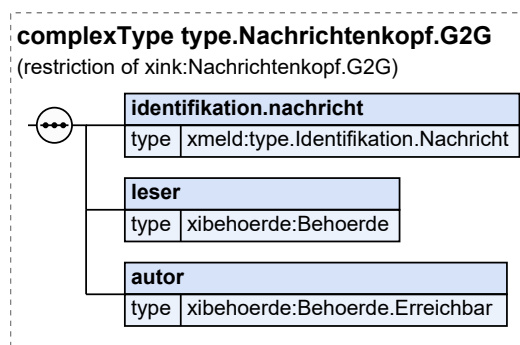 complexType type.Nachrichtenkopf.G2G
(restriction of xink:Nachrichtenkopf.G2G)
identifikation.nachricht
type xmeld:type.Identifikation.Nachricht
leser
type xibehoerde:Behoerde
autor
type xibehoerde:Behoerde.Erreichbar